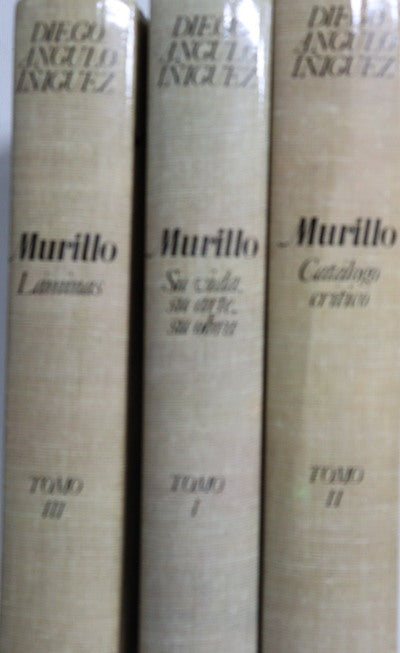 DIEGO
ANGULO
IÑIGUEZ
Murillo
Láminas
TOMO
III
DIEGO
ANGULO
IÑIGUEZ
Murillo
Su vida,
su arte,
su obra
TOMO
I
DIEGO
ANGULO
IÑIGUEZ
Murillo
Catálogo
crítico
TOMO
II